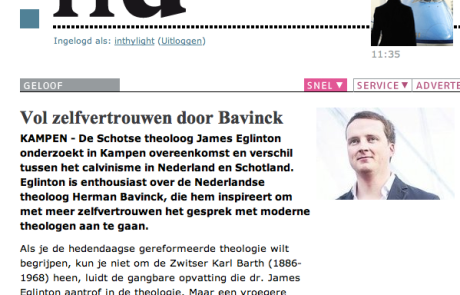 nd
Ingelogd als: inthylight (Uitloggen)
11:35
GELOOF
SNEL ▼ SERVICE ▼ ADVERTE
Vol zelfvertrouwen door Bavinck
KAMPEN - De Schotse theoloog James Eglinton
onderzoekt in Kampen overeenkomst en verschil
tussen het calvinisme in Nederland en Schotland.
Eglinton is enthousiast over de Nederlandse
theoloog Herman Bavinck, die hem inspireert om
met meer zelfvertrouwen het gesprek met moderne
theologen aan te gaan.
Als je de hedendaagse gereformeerde theologie wilt
begrijpen, kun je niet om de Zwitser Karl Barth (1886-
1968) heen, luidt de gangbare opvatting die dr. James
Eglinton aantrof in de theologie. Maar een vroegere